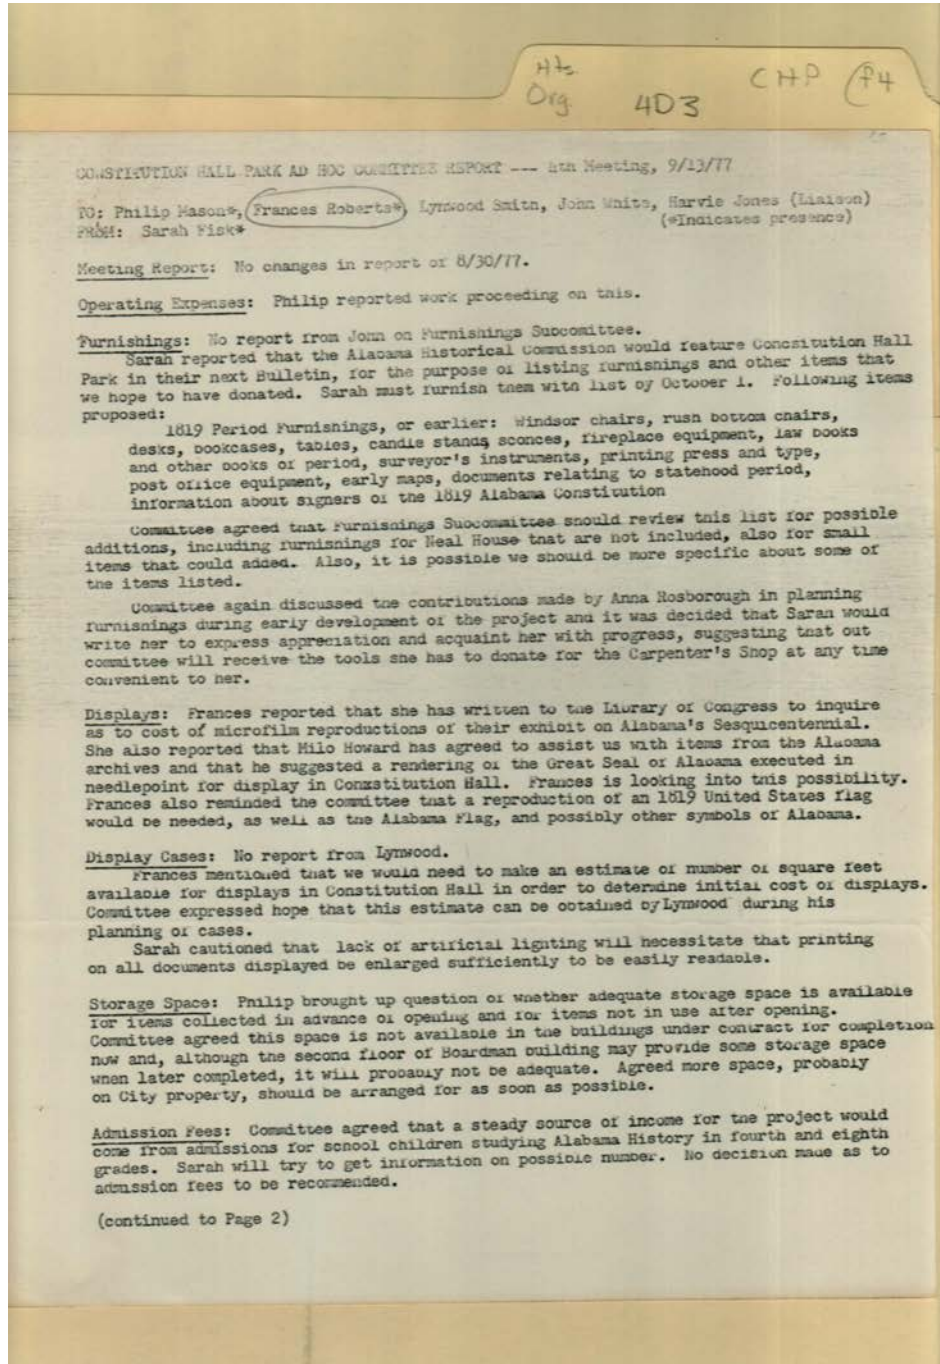 Hts
Org
4D3
CHP
P4
CONSTITUTION HALL PARK AD HOC COMMITTEE REPORT --- 4th Meeting, 9/13/77
TO: Philip Mason*, Frances Roberts*, Lynwood Smith, John White, Harvie Jones (Liaison)
(*Indicates presence)
FROM: Sarah Fisk*
Meeting Report: No changes in report of 8/30/77.
Operating Expenses: Philip reported work proceeding on this.
Furnishings: No report from John on Furnishings Subcomittee.
Sarah reported that the Alabama Historical Commission would feature Concitution Hall
Park in their next Bulletin, for the purpose of listing furnishings and other items that
we hope to have donated. Sarah must furnish them with list by October 1. Following items
proposed:
1819 Period Furnishings, or earlier: Windsor chairs, rush bottom chairs,
desks, bookcases, tables, candle stands, sconces, fireplace equipment, law books
and other books of period, surveyor's instruments, printing press and type,
post office equipment, early maps, documents relating to statehood period,
information about signers of the 1819 Alabama Constitution
Committee agreed that Furnishings Subcommittee should review this list for possible
additions, including furnishings for Neal House that are not included, also for small
items that could added. Also, it is possible we should be more specific about some of
the items listed.
Committee again discussed the contributions made by Anna Rosborough in planning
furnishings during early development of the project and it was decided that Sarah would
write her to express appreciation and acquaint her with progress, suggesting that out
committee will receive the tools she has to donate for the Carpenter's Shop at any time
convenient to her.
Displays: Frances reported that she has written to the Library of Congress to inquire
as to cost of microfilm reproductions of their exhibit on Alabama's Sesquicentennial.
She also reported that Milo Howard has agreed to assist us with items from the Alabama
archives and that he suggested a rendering of the Great Seal of Alabama executed in
needlepoint for display in Conxstitution Hall. Frances is looking into this possibility.
Frances also reminded the committee that a reproduction of an 1819 United States flag
would be needed, as well as the Alabama Flag, and possibly other symbols of Alabama.
Display Cases: No report from Lynwood.
Frances mentioned that we would need to make an estimate of number of square feet
available for displays in Constitution Hall in order to determine initial cost of displays.
Committee expressed hope that this estimate can be obtained by Lynwood during his
planning of cases.
Sarah cautioned that lack of artificial lighting will necessitate that printing
on all documents displayed be enlarged sufficiently to be easily readable.
Storage Space: Philip brought up question of whether adequate storage space is available
for items collected in advance of opening and for items not in use after opening.
Committee agreed this space is not available in the buildings under contract for completion
now and, although the second floor of Boardman building may provide some storage space
when later completed, it will probably not be adequate. Agreed more space, probably
on City property, should be arranged for as soon as possible.
Admission Fees: Committee agreed that a steady source of income for the project would
come from admissions for school children studying Alabama History in fourth and eighth
grades. Sarah will try to get information on possible number. No decision made as to
admission fees to be recommended.
(continued to Page 2)